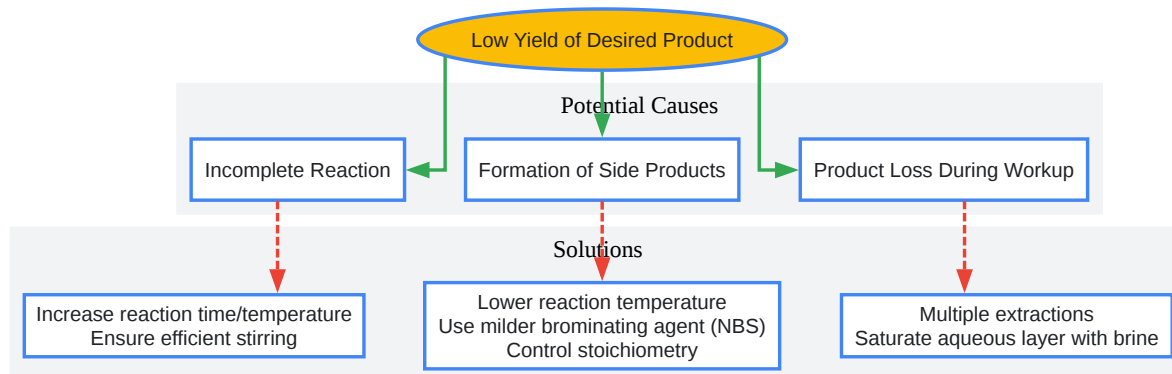 Low Yield of Desired Product
Potential Causes
Incomplete Reaction
Formation of Side Products
Product Loss During Workup
Solutions
Increase reaction time/temperature
Ensure efficient stirring
Lower reaction temperature
Use milder brominating agent (NBS)
Control stoichiometry
Multiple extractions
Saturate aqueous layer with brine